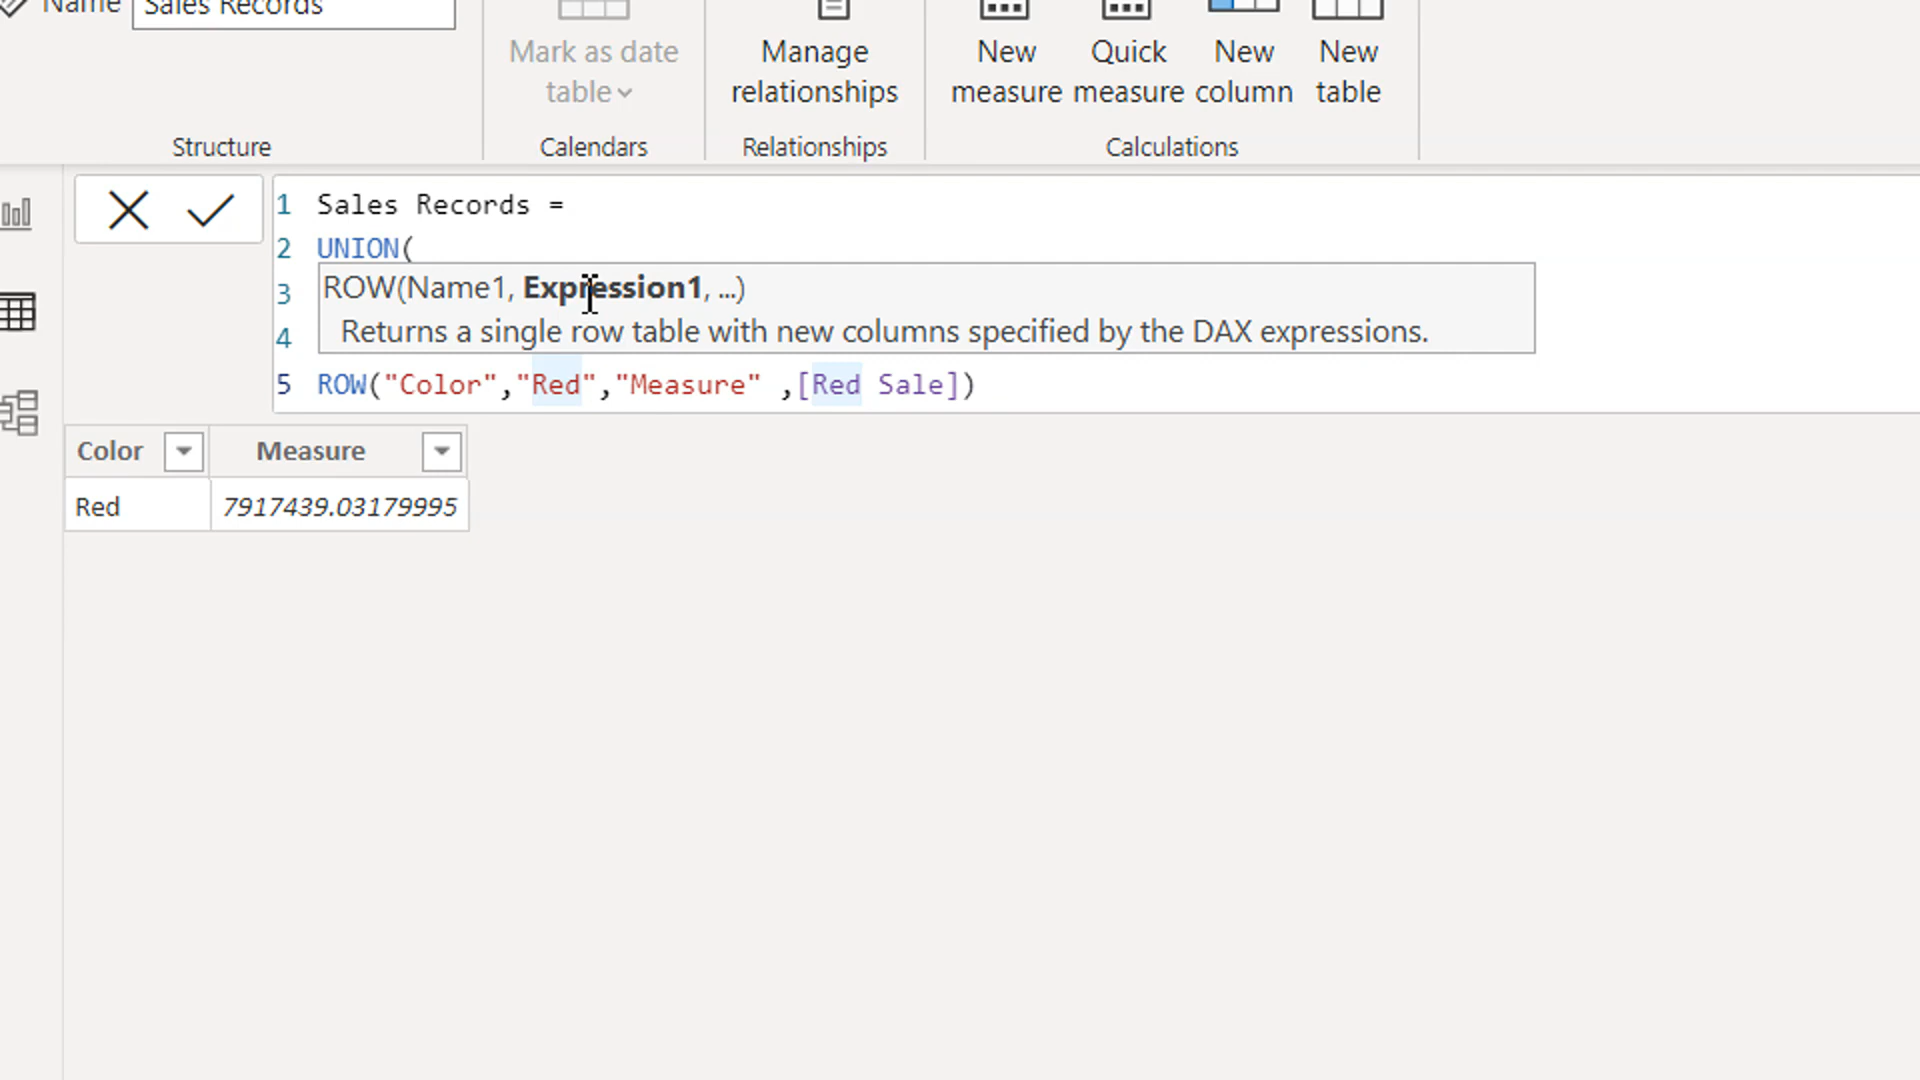 Name Sales Records
Mark as date
table
Manage
relationships
New
measure
Quick
measure
New
column
New
table
Structure
Calendars
Relationships
Calculations
1 Sales Records =
2 UNION(
3
ROW(Name1, Expression1, ...)
4
Returns a single row table with new columns specified by the DAX expressions.
5 ROW("Color","Red","Measure" ,[Red Sale])
Color Measure
Red 7917439.03179995